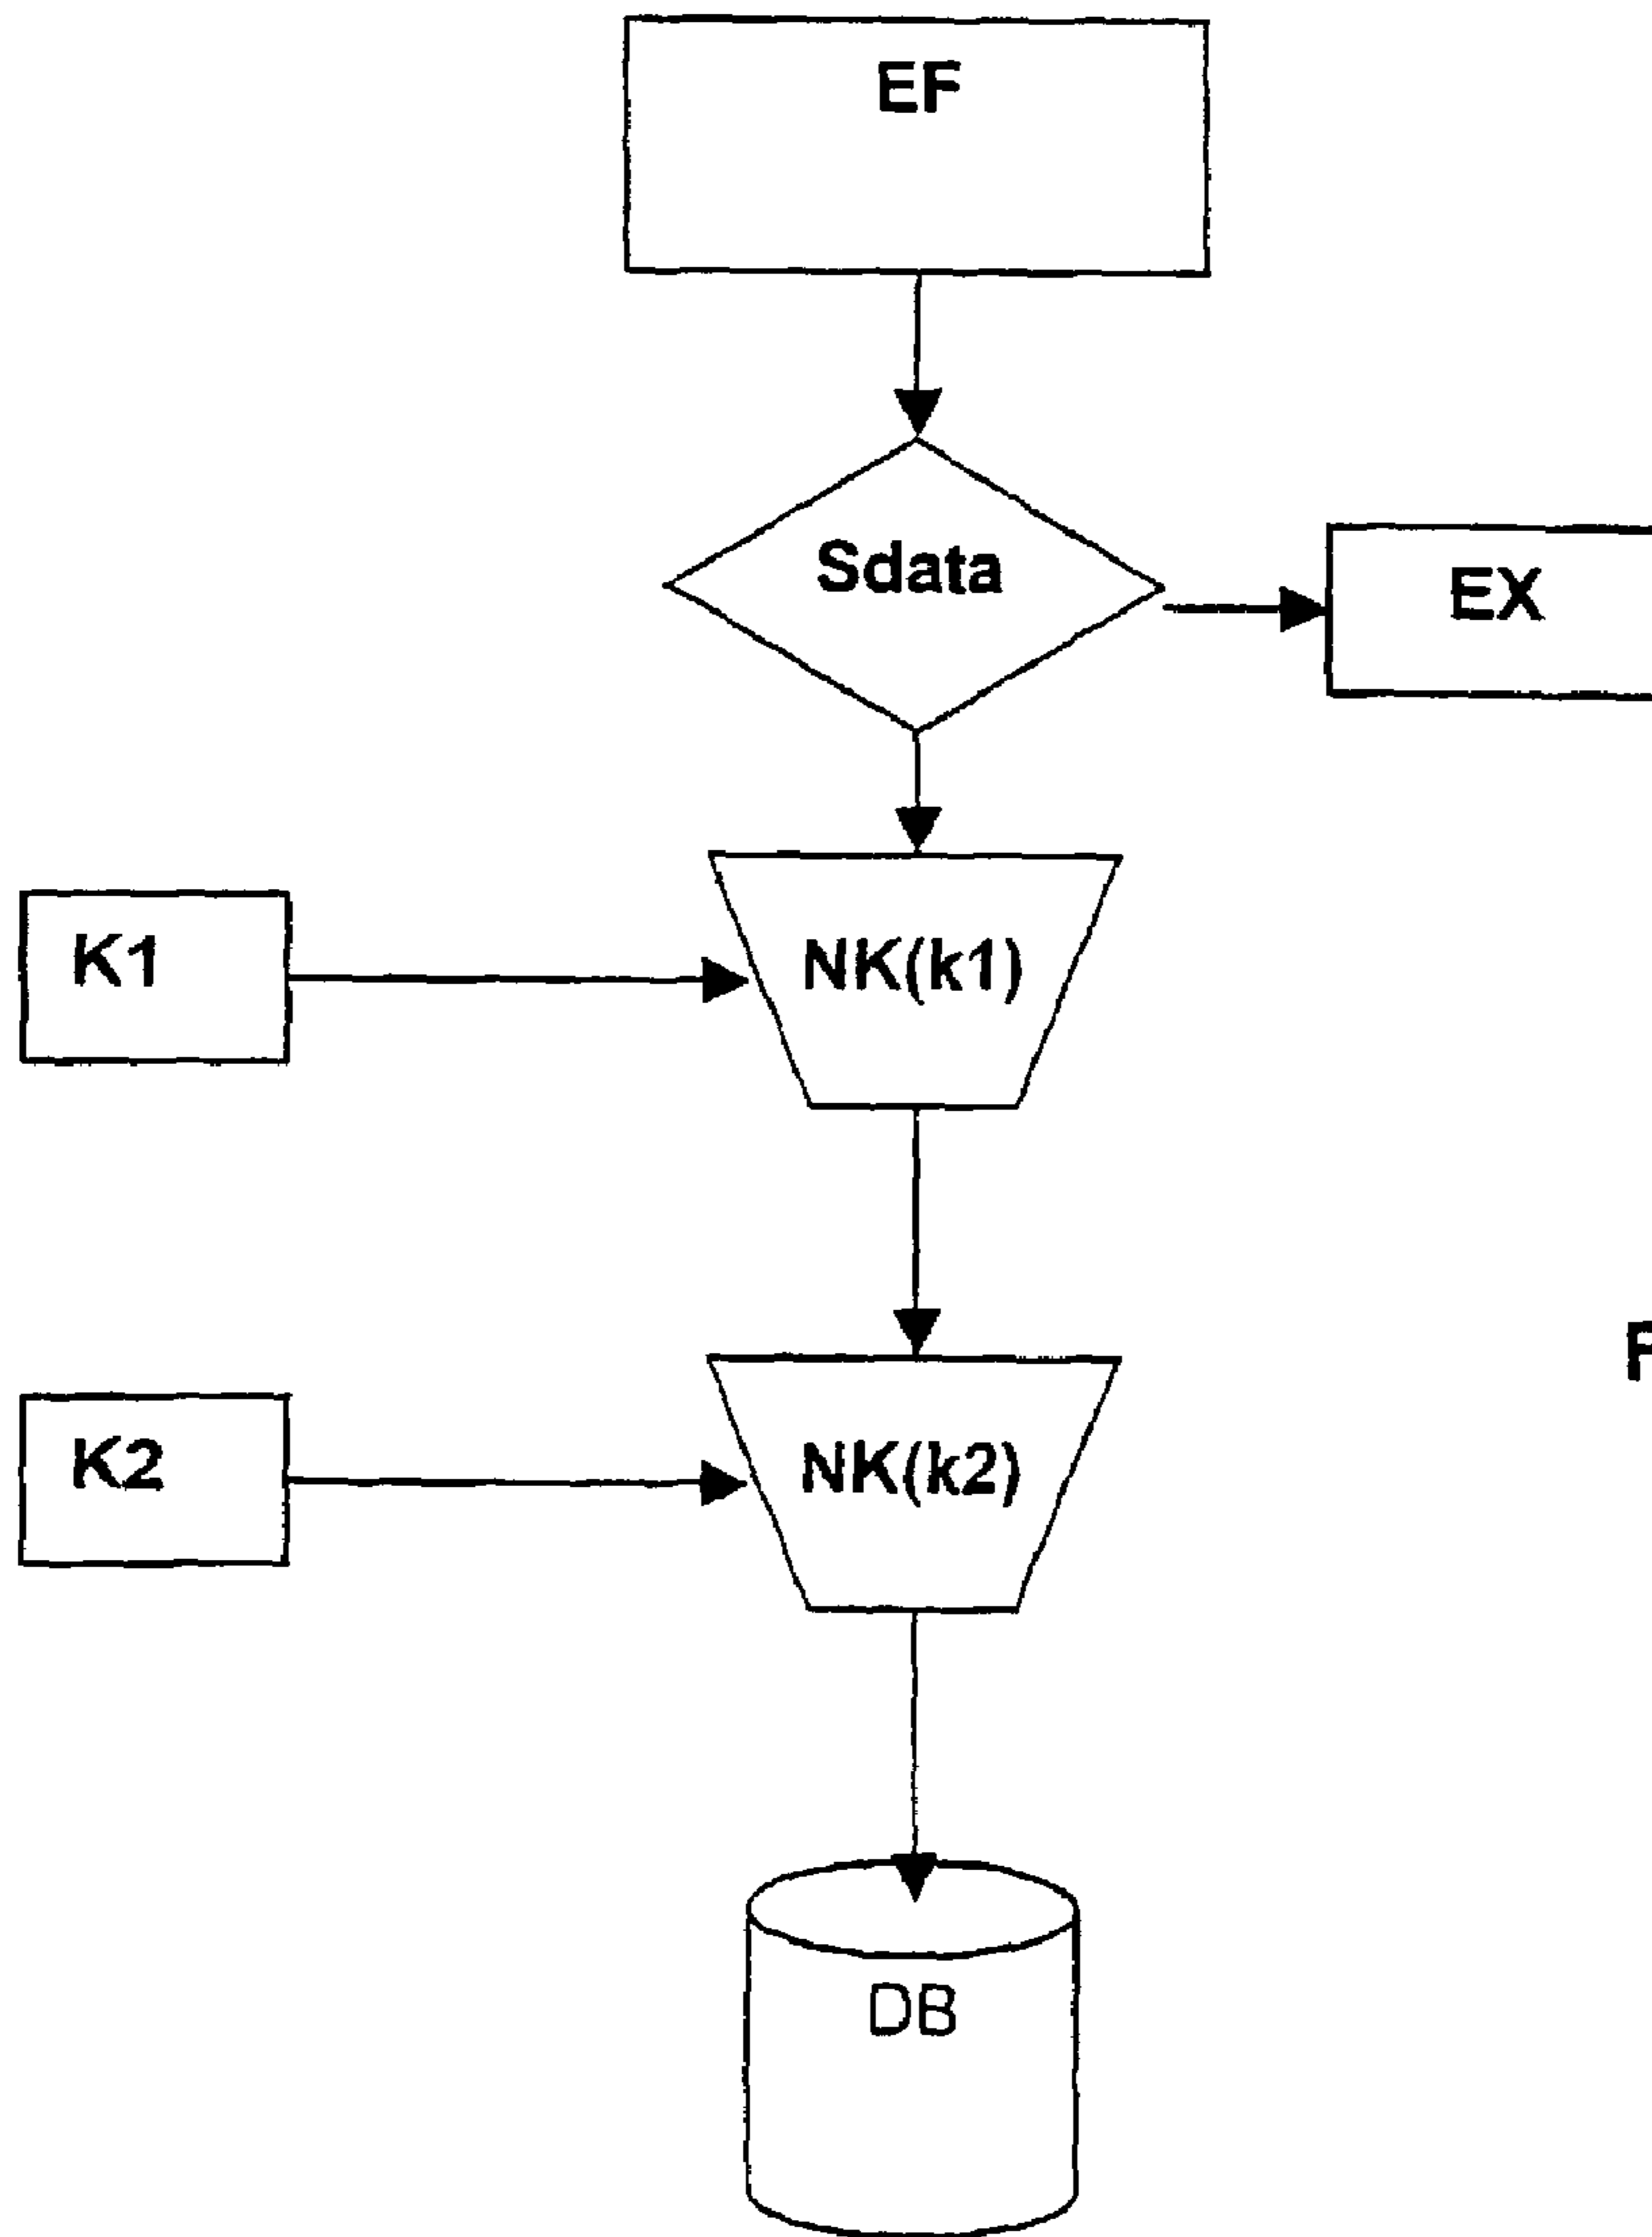 EF
Sdata
EX
K1
NK(k1)
K2
NK(k2)
DB